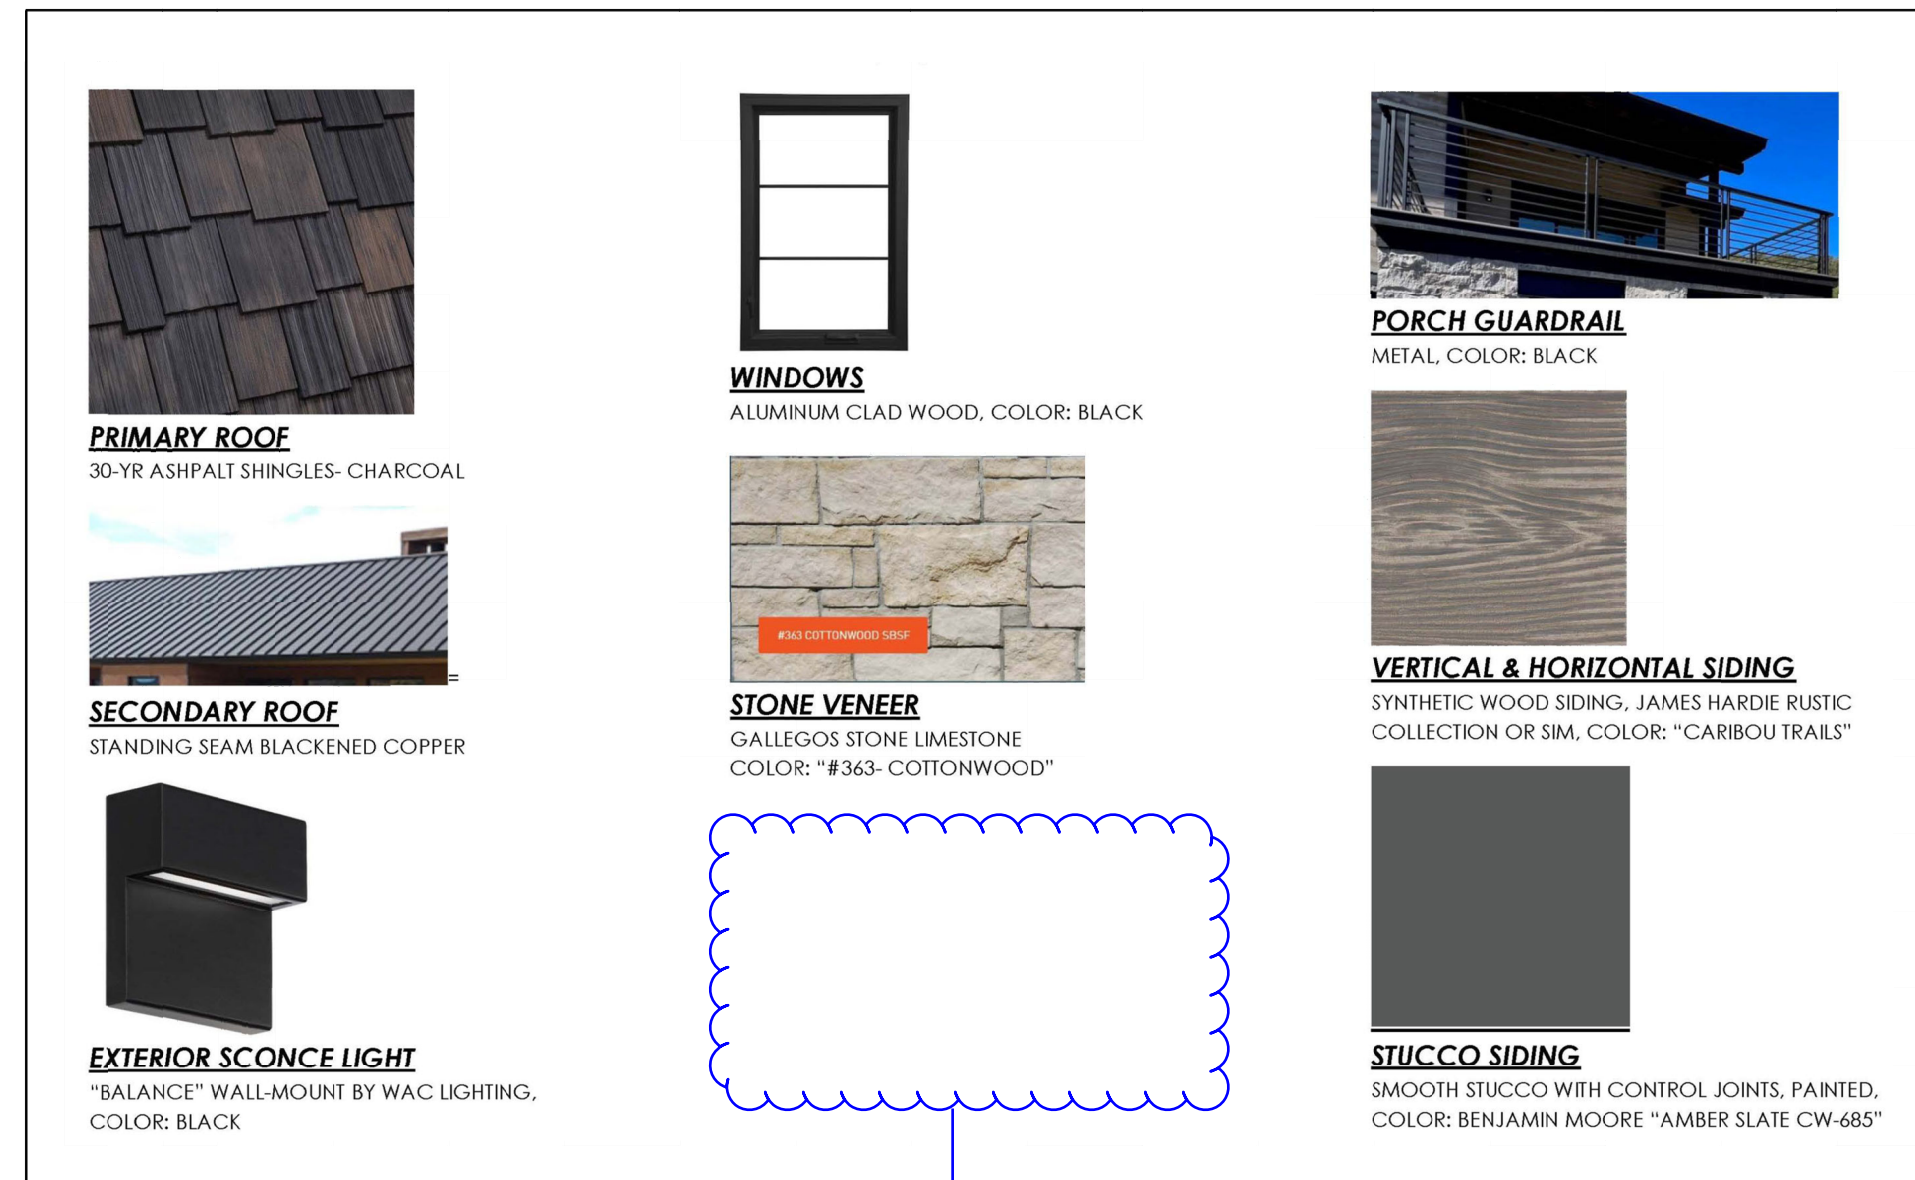 PRIMARY ROOF
30-YR ASHPALT SHINGLES- CHARCOAL
=
SECONDARY ROOF
STANDING SEAM BLACKENED COPPER
EXTERIOR SCONCE LIGHT
“BALANCE” WALL-MOUNT BY WAC LIGHTING,
COLOR: BLACK
WINDOWS
ALUMINUM CLAD WOOD, COLOR: BLACK
#363 COTTONWOOD SBSF
STONE VENEER
GALLEGOS STONE LIMESTONE
COLOR: “#363- COTTONWOOD”
PORCH GUARDRAIL
METAL, COLOR: BLACK
VERTICAL & HORIZONTAL SIDING
SYNTHETIC WOOD SIDING, JAMES HARDIE RUSTIC
COLLECTION OR SIM, COLOR: “CARIBOU TRAILS”
STUCCO SIDING
SMOOTH STUCCO WITH CONTROL JOINTS, PAINTED,
COLOR: BENJAMIN MOORE “AMBER SLATE CW-685”